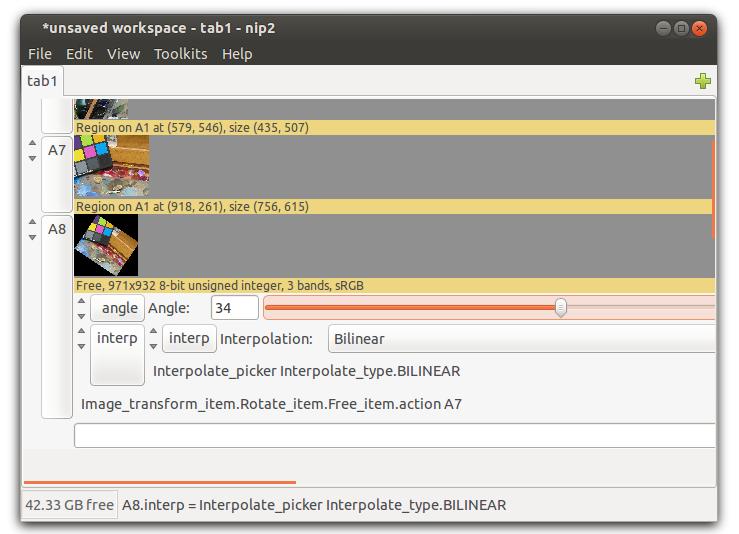 *unsaved workspace - tab1 - nip2
File Edit View Toolkits Help
tab1
Region on A1 at (579, 546), size (435, 507)
A7
Region on A1 at (918, 261), size (756, 615)
A8
Free, 971x932 8-bit unsigned integer, 3 bands, sRGB
angle Angle: 34
interp interp Interpolation: Bilinear
Interpolate_picker Interpolate_type.BILINEAR
Image_transform_item.Rotate_item.Free_item.action A7
42.33 GB free A8.interp = Interpolate_picker Interpolate_type.BILINEAR